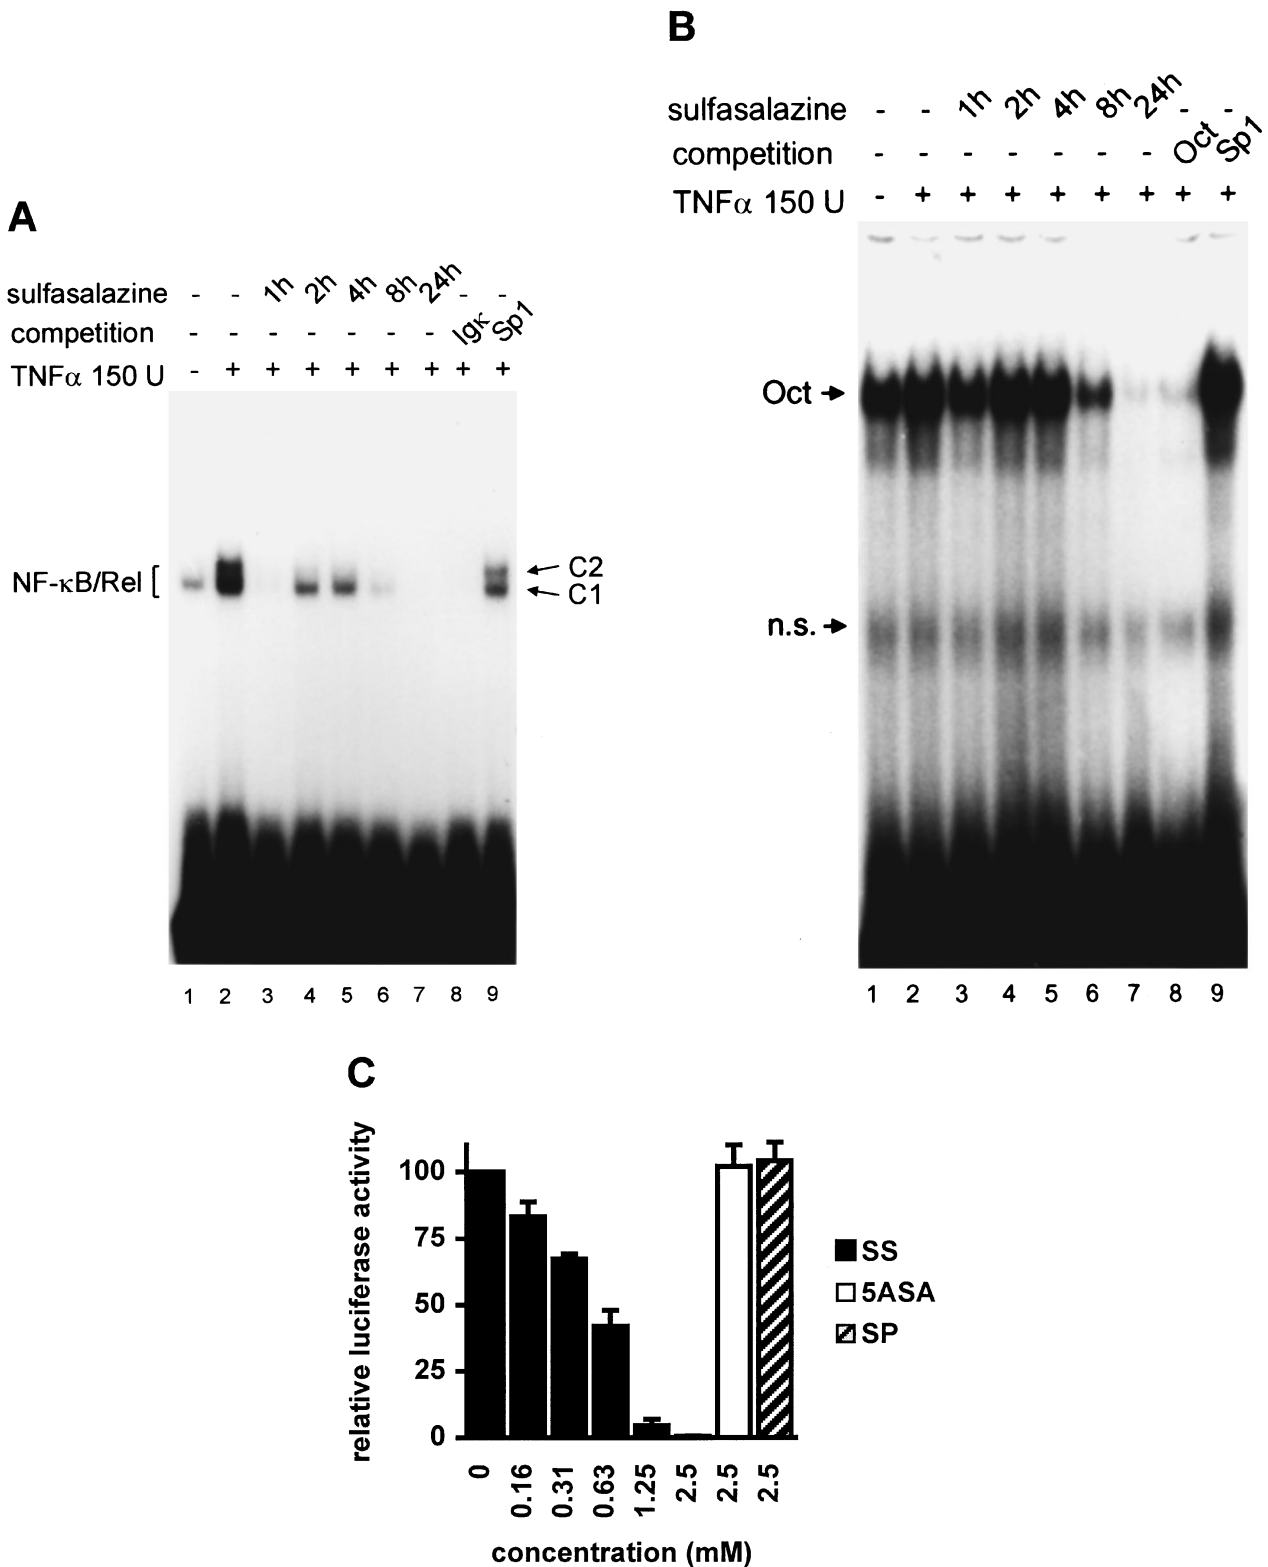 A
sulfasalazine - - 1h 2h 4h 8h 24h - -
competition - - - - - - - Igκ Sp1
TNFα 150 U - + + + + + + + +
NF-κB/Rel [
C2
C1
1 2 3 4 5 6 7 8 9
B
sulfasalazine - - 1h 2h 4h 8h 24h - -
competition - - - - - - - Oct Sp1
TNFα 150 U - + + + + + + + +
Oct
n.s.
1 2 3 4 5 6 7 8 9
C
relative luciferase activity
100
75
50
25
0
0 0.16 0.31 0.63 1.25 2.5 2.5 2.5
concentration (mM)
SS
5ASA
SP